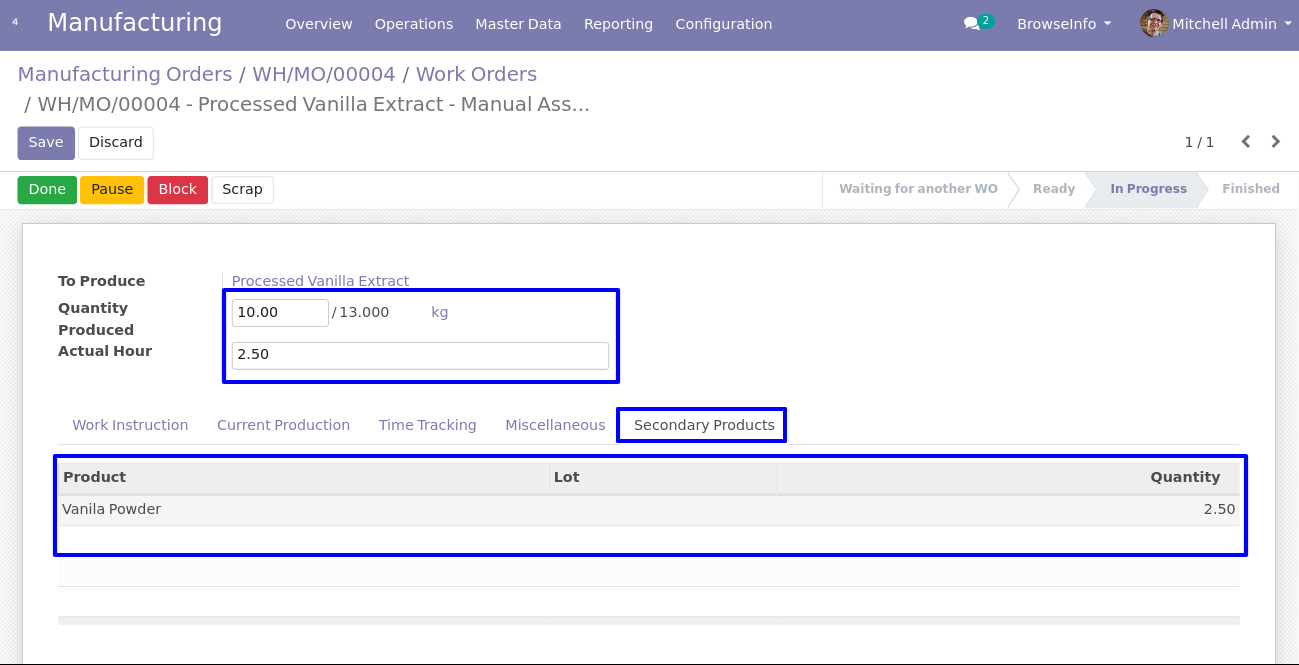 4 Manufacturing Overview Operations Master Data Reporting Configuration 2 BrowseInfo Mitchell Admin
Manufacturing Orders / WH/MO/00004 / Work Orders
/ WH/MO/00004 - Processed Vanilla Extract - Manual Ass...
Save Discard 1 / 1
Done Pause Block Scrap Waiting for another WO Ready In Progress Finished
To Produce Processed Vanilla Extract
Quantity Produced 10.00 / 13.000 kg
Actual Hour 2.50
Work Instruction Current Production Time Tracking Miscellaneous Secondary Products
Product Lot Quantity
Vanila Powder 2.50